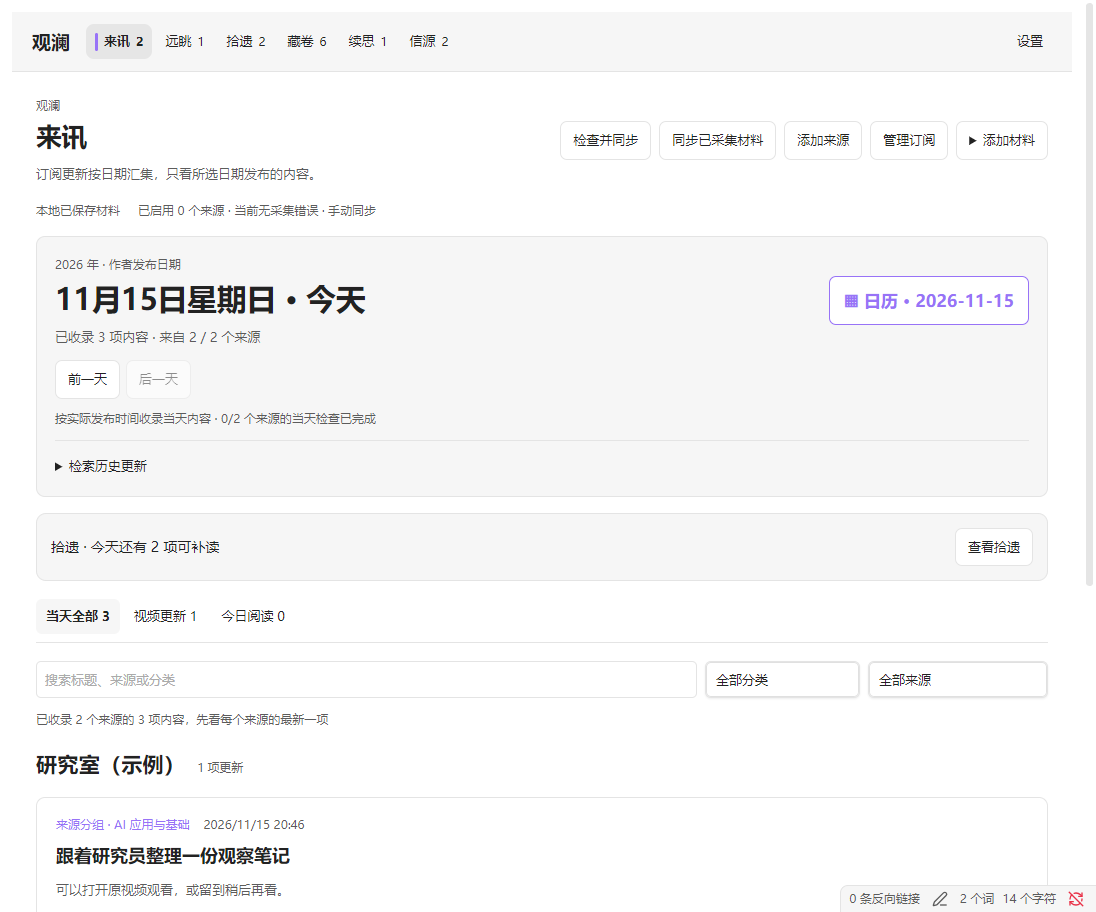 观澜 来讯 2 远眺 1 拾遗 2 藏卷 6 续思 1 信源 2 设置
观澜
来讯
检查并同步 同步已采集材料 添加来源 管理订阅 ▶ 添加材料
订阅更新按日期汇集，只看所选日期发布的内容。
本地已保存材料 已启用 0 个来源 · 当前无采集错误 · 手动同步
2026 年 · 作者发布日期
11月15日星期日 • 今天
▦ 日历 • 2026-11-15
已收录 3 项内容 · 来自 2 / 2 个来源
前一天 后一天
按实际发布时间收录当天内容 · 0/2 个来源的当天检查已完成
▶ 检索历史更新
拾遗 · 今天还有 2 项可补读 查看拾遗
当天全部 3 视频更新 1 今日阅读 0
搜索标题、来源或分类 全部分类 全部来源
已收录 2 个来源的 3 项内容，先看每个来源的最新一项
研究室（示例） 1 项更新
来源分组 · AI 应用与基础 2026/11/15 20:46
跟着研究员整理一份观察笔记
可以打开原视频观看，或留到稍后再看。
0 条反向链接 2 个词 14 个字符